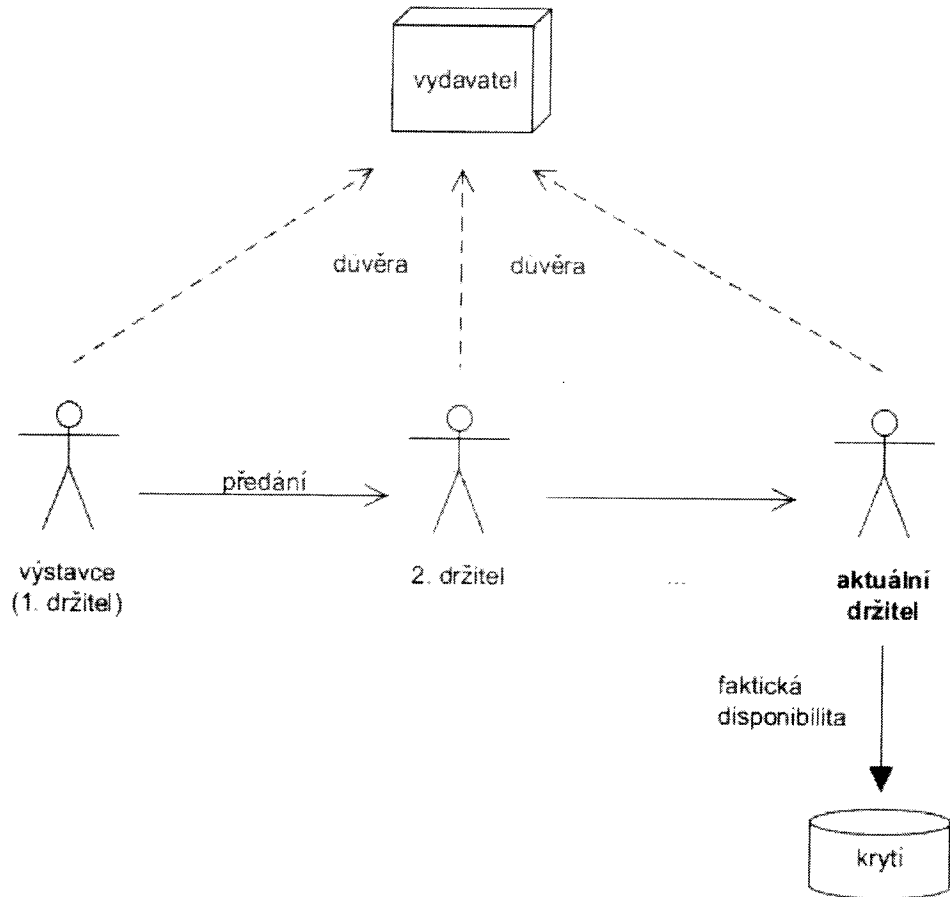 vydavatel
důvěra
důvěra
předání
výstavce
(1. držitel)
2. držitel
...
aktuální
držitel
faktická
disponibilita
krytí